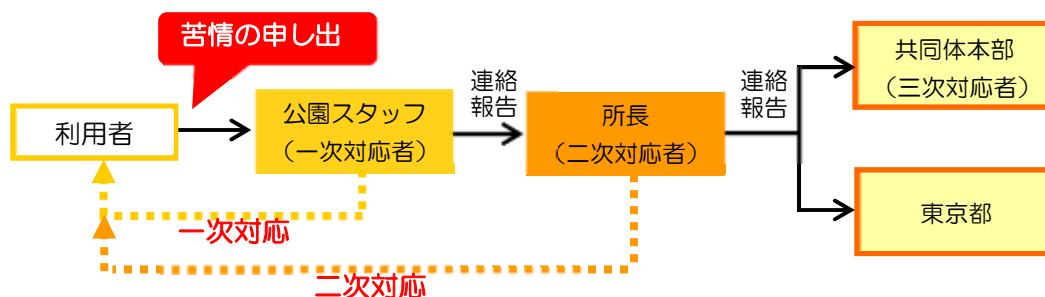 苦情の申し出
利用者
公園スタッフ
（一次対応者）
連絡
報告
所長
（二次対応者）
連絡
報告
共同体本部
（三次対応者）
東京都
一次対応
二次対応